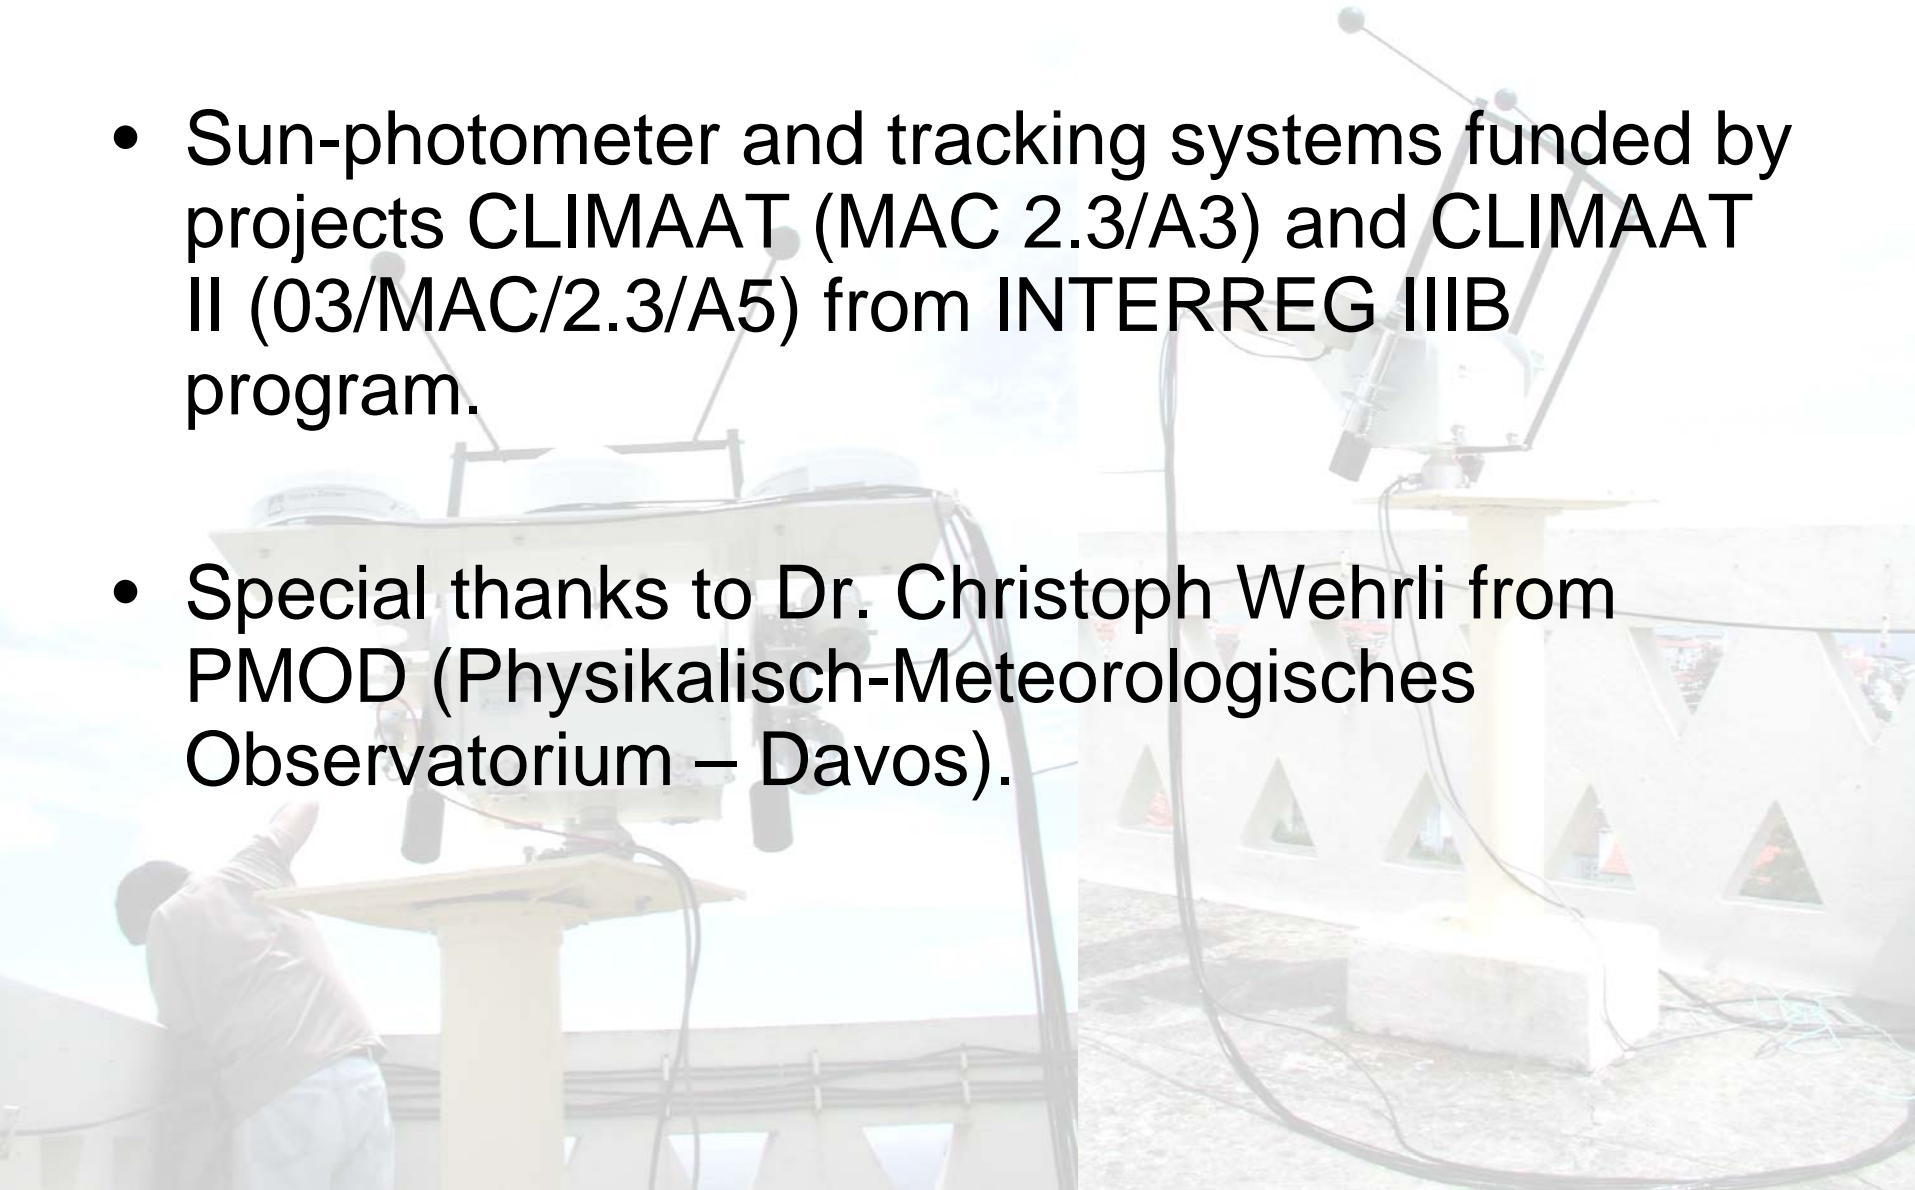 • Sun-photometer and tracking systems funded by
projects CLIMAAT (MAC 2.3/A3) and CLIMAAT
II (03/MAC/2.3/A5) from INTERREG IIIB
program.
• Special thanks to Dr. Christoph Wehrli from
PMOD (Physikalisch-Meteorologisches
Observatorium – Davos).